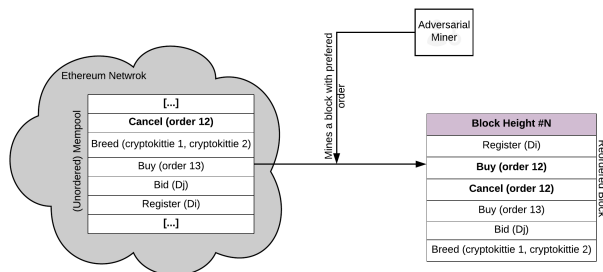 Adversarial
Miner
Ethereum Netwrok
(Unordered) Mempool
[...]
Cancel (order 12)
Breed (cryptokittie 1, cryptokittie 2)
Buy (order 13)
Bid (Dj)
Register (Di)
[...]
Mines a block with prefered
order
Block Height #N
Register (Di)
Buy (order 12)
Cancel (order 12)
Buy (order 13)
Bid (Dj)
Breed (cryptokittie 1, cryptokittie 2)
Reordered Block